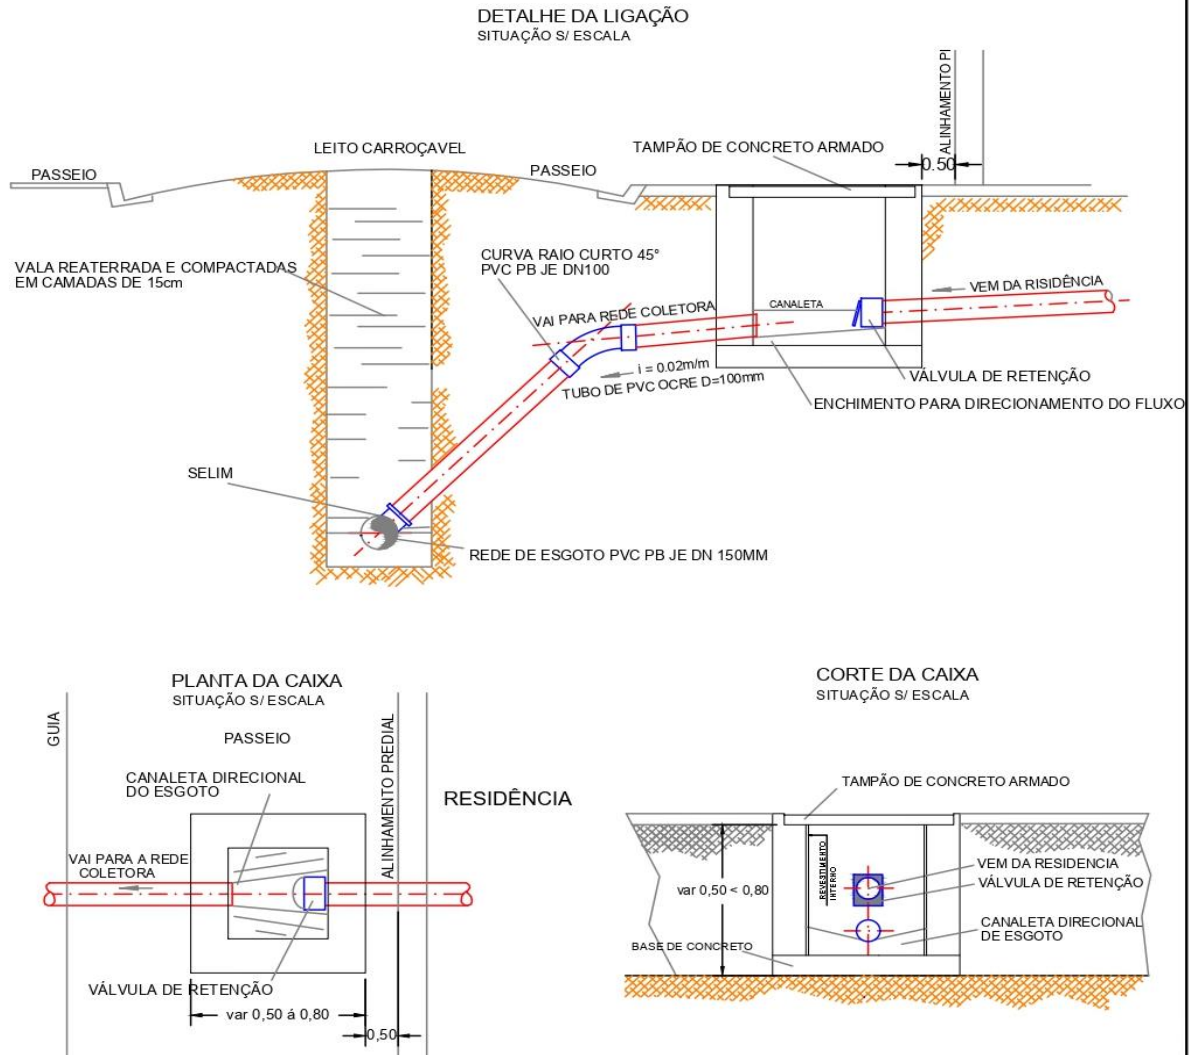 DETALHE DA LIGAÇÃO
SITUAÇÃO S/ ESCALA
ALINHAMENTO
LEITO CARROÇAVEL
TAMPÃO DE CONCRETO ARMADO
0.50
PASSEIO
PASSEIO
CURVA RAIO CURTO 45°
PVC PB JE DN100
VALA REATERRADA E COMPACTADAS
EM CAMADAS DE 15cm
VEM DA RISIDÊNCIA
CANALETA
VAI PARA REDE COLETORA
i = 0.02m/m
TUBO DE PVC OCRE D=100mm
VÁLVULA DE RETENÇÃO
ENCHIMENTO PARA DIRECIONAMENTO DO FLUXO
SELIM
REDE DE ESGOTO PVC PB JE DN 150MM
PLANTA DA CAIXA
SITUAÇÃO S/ ESCALA
GUIA
PASSEIO
ALINHAMENTO PREDIAL
CANALETA DIRECIONAL
DO ESGOTO
RESIDÊNCIA
VAI PARA A REDE
COLETORA
VÁLVULA DE RETENÇÃO
var 0,50 á 0,80
0,50
CORTE DA CAIXA
SITUAÇÃO S/ ESCALA
TAMPÃO DE CONCRETO ARMADO
REVESTIMENTO
INTERNO
VEM DA RESIDENCIA
VÁLVULA DE RETENÇÃO
var 0,50 < 0,80
CANALETA DIRECIONAL
DE ESGOTO
BASE DE CONCRETO